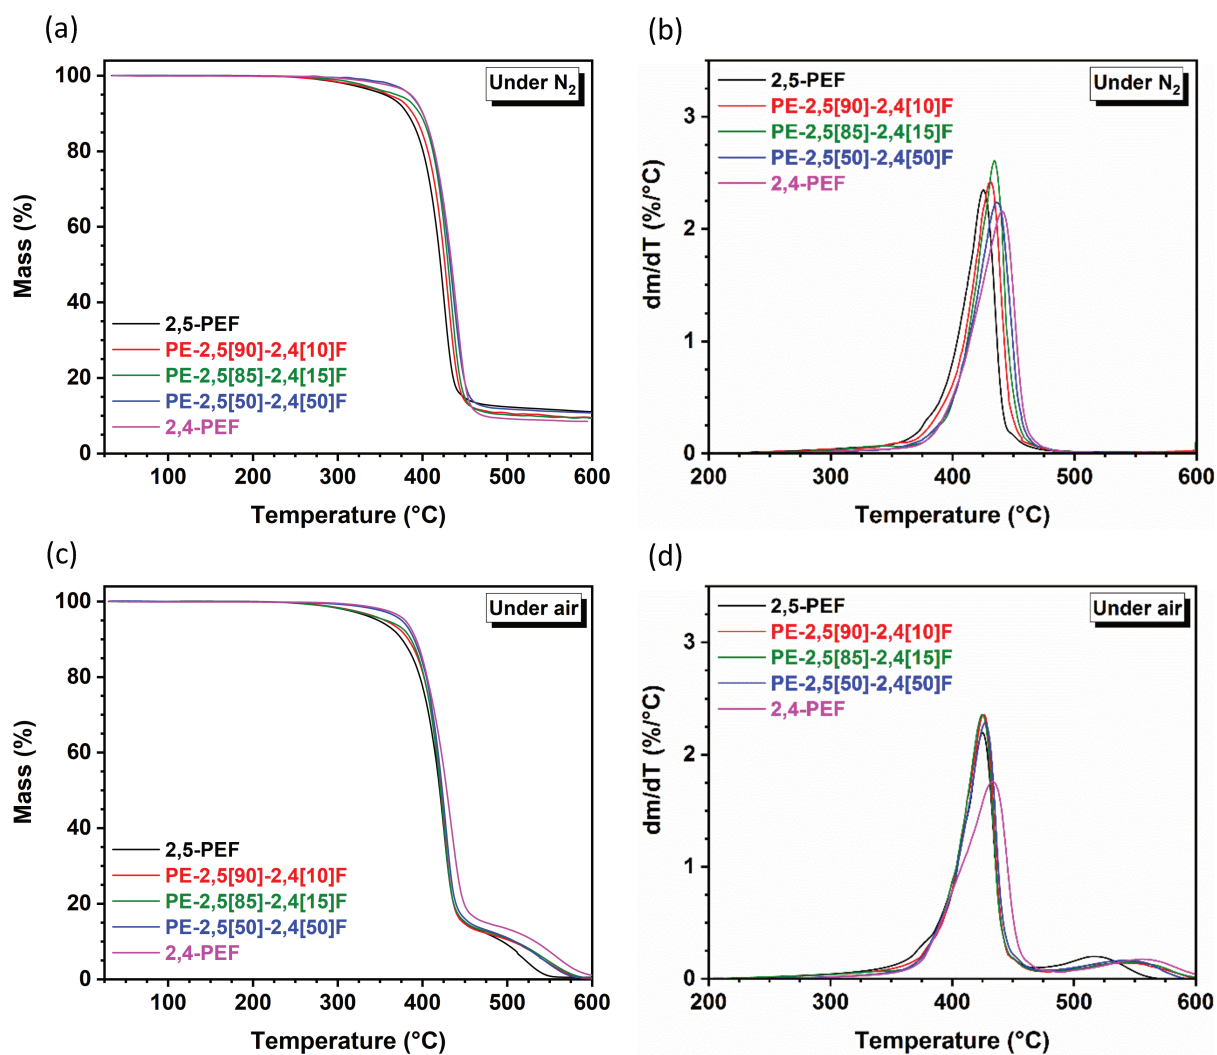 (a)
100
80
60
40
20
0
Mass (%)
Under N2
2,5-PEF
PE-2,5[90]-2,4[10]F
PE-2,5[85]-2,4[15]F
PE-2,5[50]-2,4[50]F
2,4-PEF
100 200 300 400 500 600
Temperature (°C)
(b)
3
2
1
0
dm/dT (%/°C)
2,5-PEF
PE-2,5[90]-2,4[10]F
PE-2,5[85]-2,4[15]F
PE-2,5[50]-2,4[50]F
2,4-PEF
Under N2
200 300 400 500 600
Temperature (°C)
(c)
100
80
60
40
20
0
Mass (%)
Under air
2,5-PEF
PE-2,5[90]-2,4[10]F
PE-2,5[85]-2,4[15]F
PE-2,5[50]-2,4[50]F
2,4-PEF
100 200 300 400 500 600
Temperature (°C)
(d)
3
2
1
0
dm/dT (%/°C)
2,5-PEF
PE-2,5[90]-2,4[10]F
PE-2,5[85]-2,4[15]F
PE-2,5[50]-2,4[50]F
2,4-PEF
Under air
200 300 400 500 600
Temperature (°C)